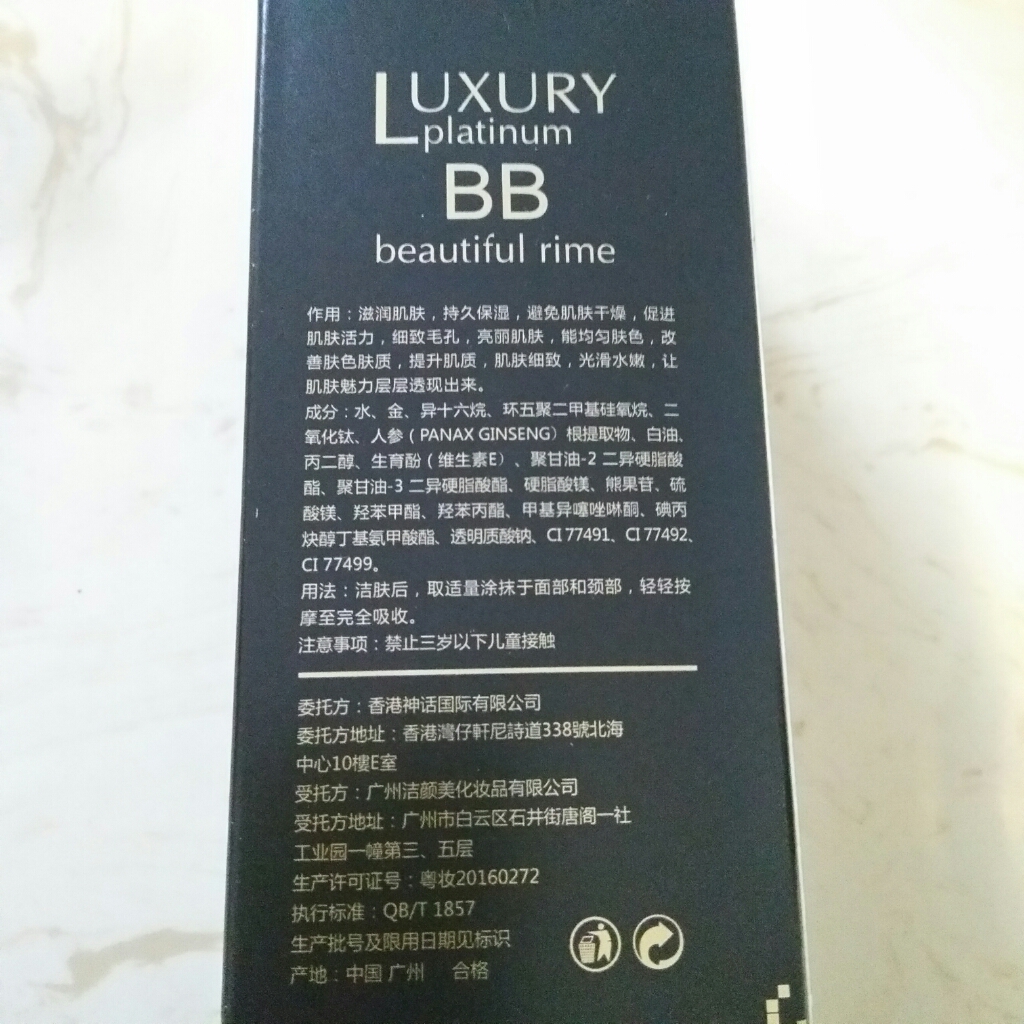 LUXURY
platinum
BB
beautiful rime
作用：滋润肌肤，持久保湿，避免肌肤干燥，促进
肌肤活力，细致毛孔，亮丽肌肤，能均匀肤色，改
善肤色肤质，提升肌质，肌肤细致，光滑水嫩，让
肌肤魅力层层透现出来。
成分：水、金、异十六烷、环五聚二甲基硅氧烷、二
氧化钛、人参（PANAX GINSENG）根提取物、白油、
丙二醇、生育酚（维生素E）、聚甘油-2 二异硬脂酸
酯、聚甘油-3 二异硬脂酸酯、硬脂酸镁、熊果苷、硫
酸镁、羟苯甲酯、羟苯丙酯、甲基异噻唑啉酮、碘丙
炔醇丁基氨甲酸酯、透明质酸钠、CI 77491、CI 77492、
CI 77499。
用法：洁肤后，取适量涂抹于面部和颈部，轻轻按
摩至完全吸收。
注意事项：禁止三岁以下儿童接触
委托方：香港神话国际有限公司
委托方地址：香港灣仔軒尼詩道338號北海
中心10樓E室
受托方：广州洁颜美化妆品有限公司
受托方地址：广州市白云区石井街唐阁一社
工业园一幢第三、五层
生产许可证号：粤妆20160272
执行标准：QB/T 1857
生产批号及限用日期见标识
产地：中国 广州 合格